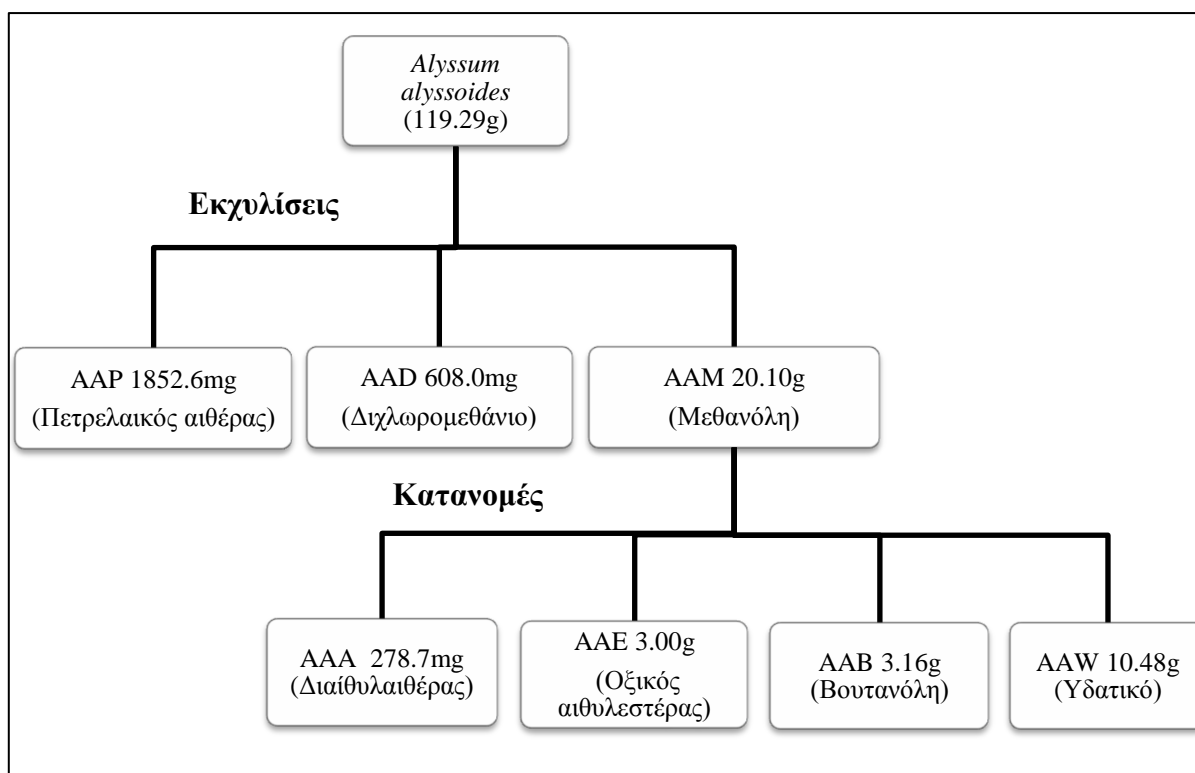 Alyssum
alyssoides
(119.29g)
Εκχυλίσεις
AAP 1852.6mg
(Πετρελαικός αιθέρας)
AAD 608.0mg
(Διχλωρομεθάνιο)
AAM 20.10g
(Μεθανόλη)
Κατανομές
AAA 278.7mg
(Διαίθυλαιθέρας)
AAE 3.00g
(Οξικός
αιθυλεστέρας)
AAB 3.16g
(Βουτανόλη)
AAW 10.48g
(Υδατικό)